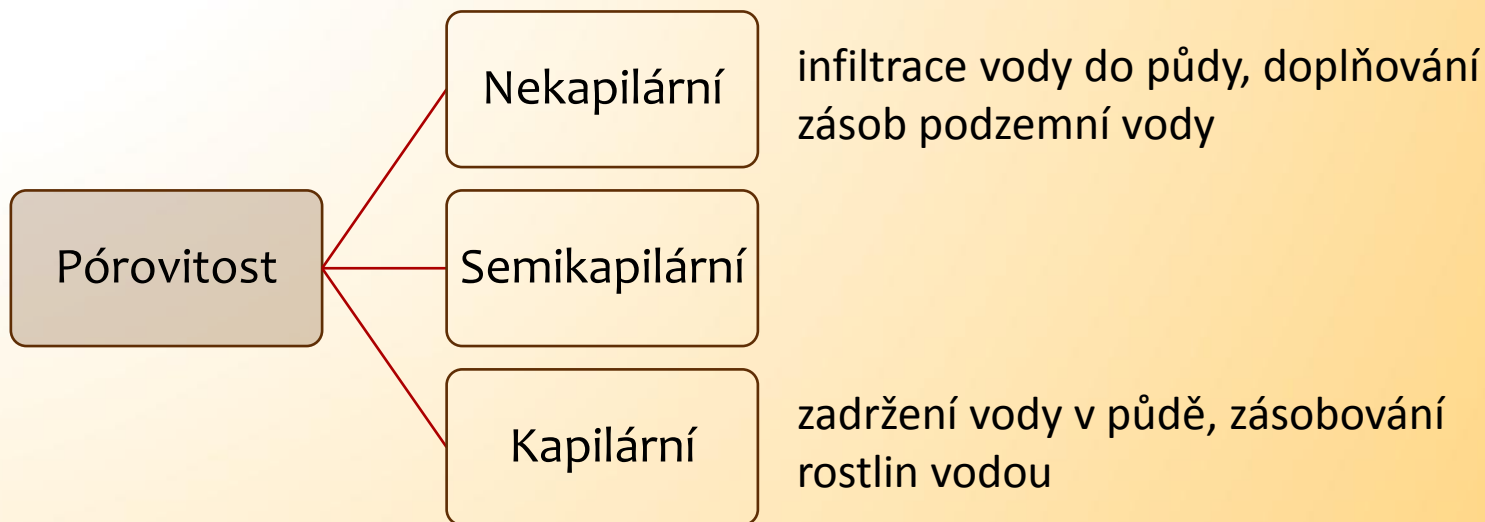 Nekapilární
infiltrace vody do půdy, doplňování
zásob podzemní vody
Pórovitost
Semikapilární
Kapilární
zadržení vody v půdě, zásobování
rostlin vodou